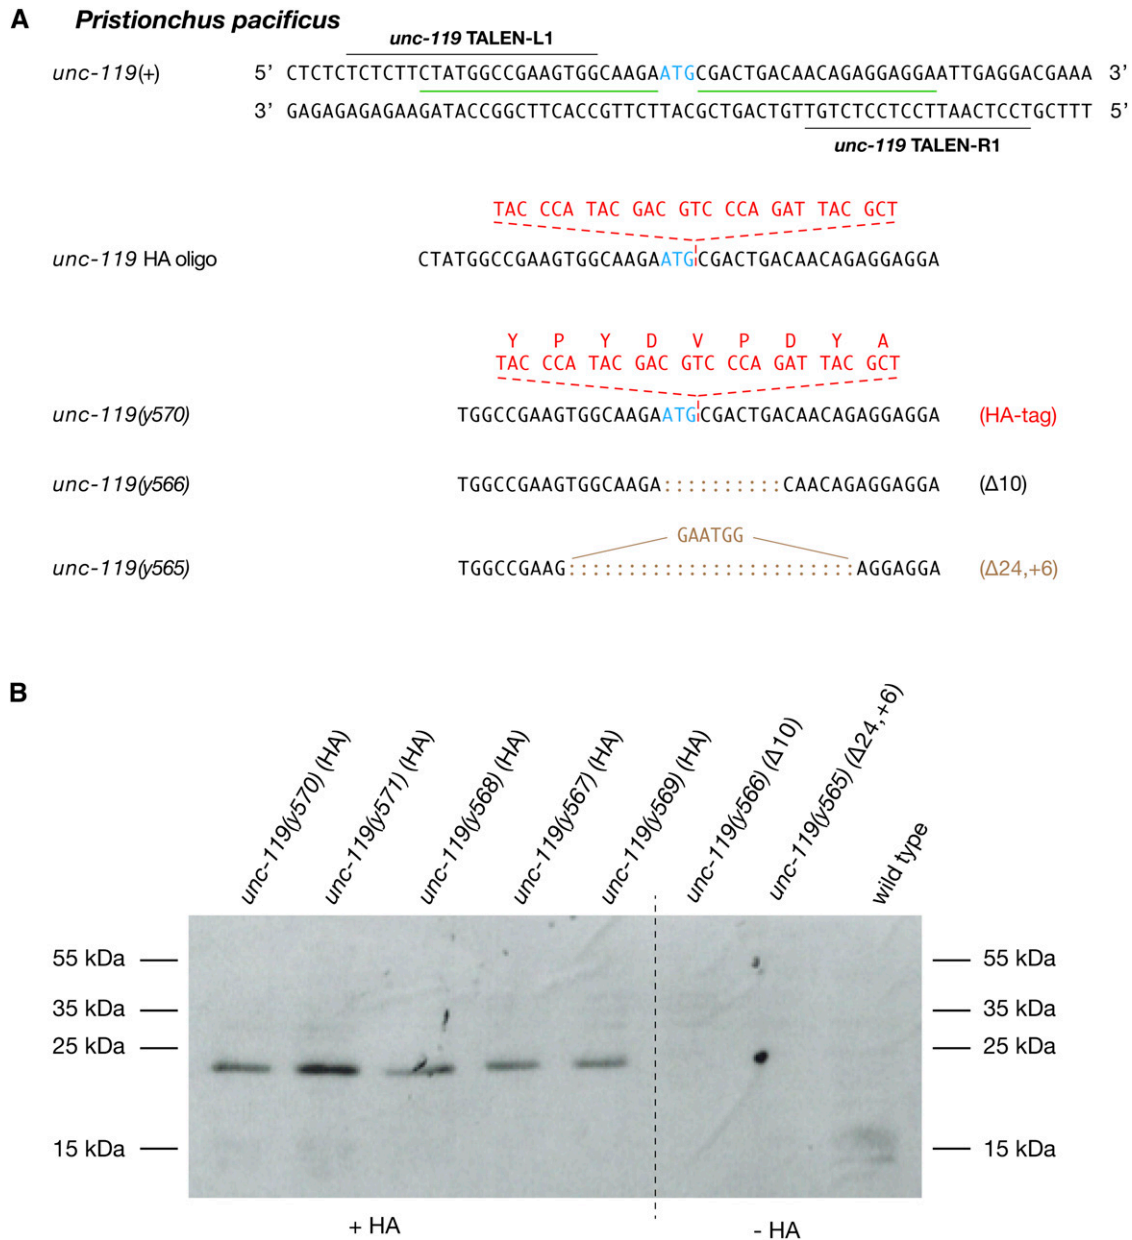 A Pristionchus pacificus
unc-119 TALEN-L1
unc-119(+) 5’ CTCTCTCTCTTCTATGGCCGAAGTGGCAAGAATGCGACTGACAACAGAGGAGGAATTGAGGACGAAA 3’
3’ GAGAGAGAGAAGATACCGGCTTCACCGTTCTTACGCTGACTGTTGTCTCCTCCTTAACTCCTGCTTT 5’
unc-119 TALEN-R1
TAC CCA TAC GAC GTC CCA GAT TAC GCT
unc-119 HA oligo CTATGGCCGAAGTGGCAAGAATGCGACTGACAACAGAGGAGGA
Y P Y D V P D Y A
TAC CCA TAC GAC GTC CCA GAT TAC GCT
unc-119(y570) TGGCCGAAGTGGCAAGAATGCGACTGACAACAGAGGAGGA (HA-tag)
unc-119(y566) TGGCCGAAGTGGCAAGA::::::::::CAACAGAGGAGGA (Δ10)
GAATGG
unc-119(y565) TGGCCGAAG::::::::::::::::::::::::AGGAGGA (Δ24,+6)
B
unc-119(y570) (HA)
unc-119(y571) (HA)
unc-119(y568) (HA)
unc-119(y567) (HA)
unc-119(y569) (HA)
unc-119(y566) (Δ10)
unc-119(y565) (Δ24,+6)
wild type
55 kDa 55 kDa
35 kDa 35 kDa
25 kDa 25 kDa
15 kDa 15 kDa
+ HA - HA